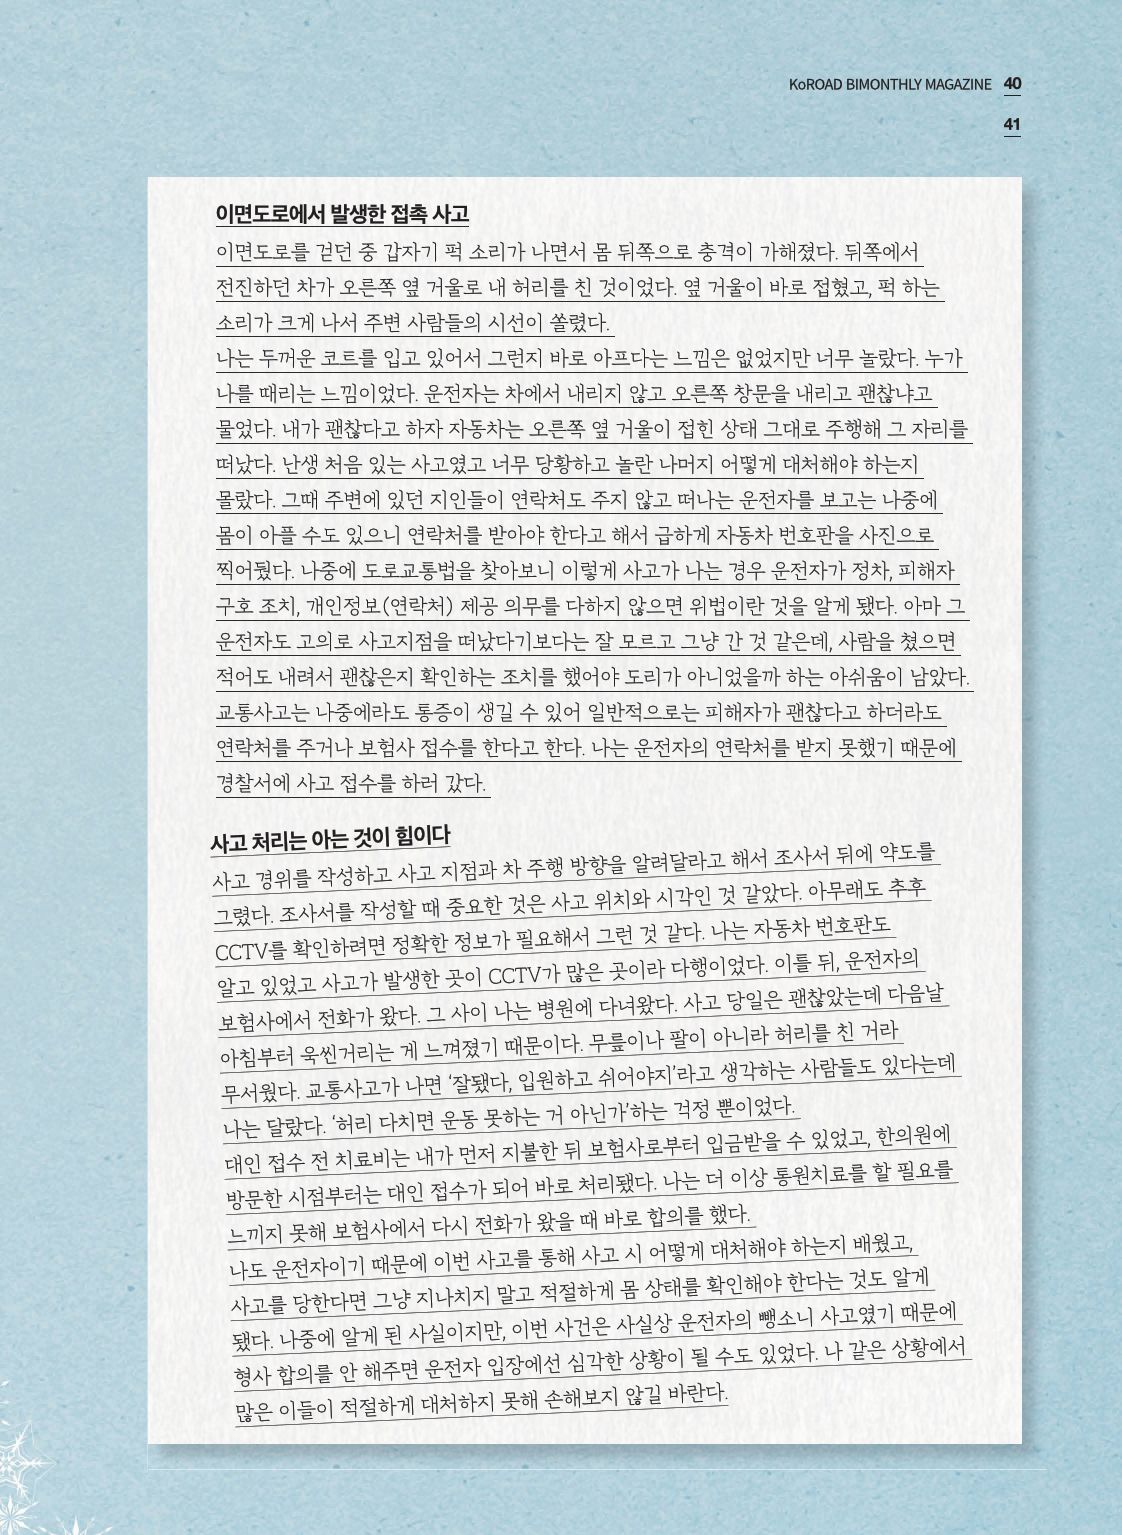 KoROAD BIMONTHLY MAGAZINE 40
41
이면도로에서 발생한 접촉 사고
이면도로를 걷던 중 갑자기 퍽 소리가 나면서 몸 뒤쪽으로 충격이 가해졌다. 뒤쪽에서
전진하던 차가 오른쪽 옆 거울로 내 허리를 친 것이었다. 옆 거울이 바로 접혔고, 퍽 하는
소리가 크게 나서 주변 사람들의 시선이 쏠렸다.
나는 두꺼운 코트를 입고 있어서 그런지 바로 아프다는 느낌은 없었지만 너무 놀랐다. 누가
나를 때리는 느낌이었다. 운전자는 차에서 내리지 않고 오른쪽 창문을 내리고 괜찮냐고
물었다. 내가 괜찮다고 하자 자동차는 오른쪽 옆 거울이 접힌 상태 그대로 주행해 그 자리를
떠났다. 난생 처음 있는 사고였고 너무 당황하고 놀란 나머지 어떻게 대처해야 하는지
몰랐다. 그때 주변에 있던 지인들이 연락처도 주지 않고 떠나는 운전자를 보고는 나중에
몸이 아플 수도 있으니 연락처를 받아야 한다고 해서 급하게 자동차 번호판을 사진으로
찍어뒀다. 나중에 도로교통법을 찾아보니 이렇게 사고가 나는 경우 운전자가 정차, 피해자
구호 조치, 개인정보(연락처) 제공 의무를 다하지 않으면 위법이란 것을 알게 됐다. 아마 그
운전자도 고의로 사고지점을 떠났다기보다는 잘 모르고 그냥 간 것 같은데, 사람을 쳤으면
적어도 내려서 괜찮은지 확인하는 조치를 했어야 도리가 아니었을까 하는 아쉬움이 남았다.
교통사고는 나중에라도 통증이 생길 수 있어 일반적으로는 피해자가 괜찮다고 하더라도
연락처를 주거나 보험사 접수를 한다고 한다. 나는 운전자의 연락처를 받지 못했기 때문에
경찰서에 사고 접수를 하러 갔다.
사고 처리는 아는 것이 힘이다
사고 경위를 작성하고 사고 지점과 차 주행 방향을 알려달라고 해서 조사서 뒤에 약도를
그렸다. 조사서를 작성할 때 중요한 것은 사고 위치와 시각인 것 같았다. 아무래도 추후
CCTV를 확인하려면 정확한 정보가 필요해서 그런 것 같다. 나는 자동차 번호판도
알고 있었고 사고가 발생한 곳이 CCTV가 많은 곳이라 다행이었다. 이틀 뒤, 운전자의
보험사에서 전화가 왔다. 그 사이 나는 병원에 다녀왔다. 사고 당일은 괜찮았는데 다음날
아침부터 욱씬거리는 게 느껴졌기 때문이다. 무릎이나 팔이 아니라 허리를 친 거라
무서웠다. 교통사고가 나면 ‘잘됐다, 입원하고 쉬어야지’라고 생각하는 사람들도 있다는데
나는 달랐다. ‘허리 다치면 운동 못하는 거 아닌가’하는 걱정 뿐이었다.
대인 접수 전 치료비는 내가 먼저 지불한 뒤 보험사로부터 입금받을 수 있었고, 한의원에
방문한 시점부터는 대인 접수가 되어 바로 처리됐다. 나는 더 이상 통원치료를 할 필요를
느끼지 못해 보험사에서 다시 전화가 왔을 때 바로 합의를 했다.
나도 운전자이기 때문에 이번 사고를 통해 사고 시 어떻게 대처해야 하는지 배웠고,
사고를 당한다면 그냥 지나치지 말고 적절하게 몸 상태를 확인해야 한다는 것도 알게
됐다. 나중에 알게 된 사실이지만, 이번 사건은 사실상 운전자의 뺑소니 사고였기 때문에
형사 합의를 안 해주면 운전자 입장에선 심각한 상황이 될 수도 있었다. 나 같은 상황에서
많은 이들이 적절하게 대처하지 못해 손해보지 않길 바란다.